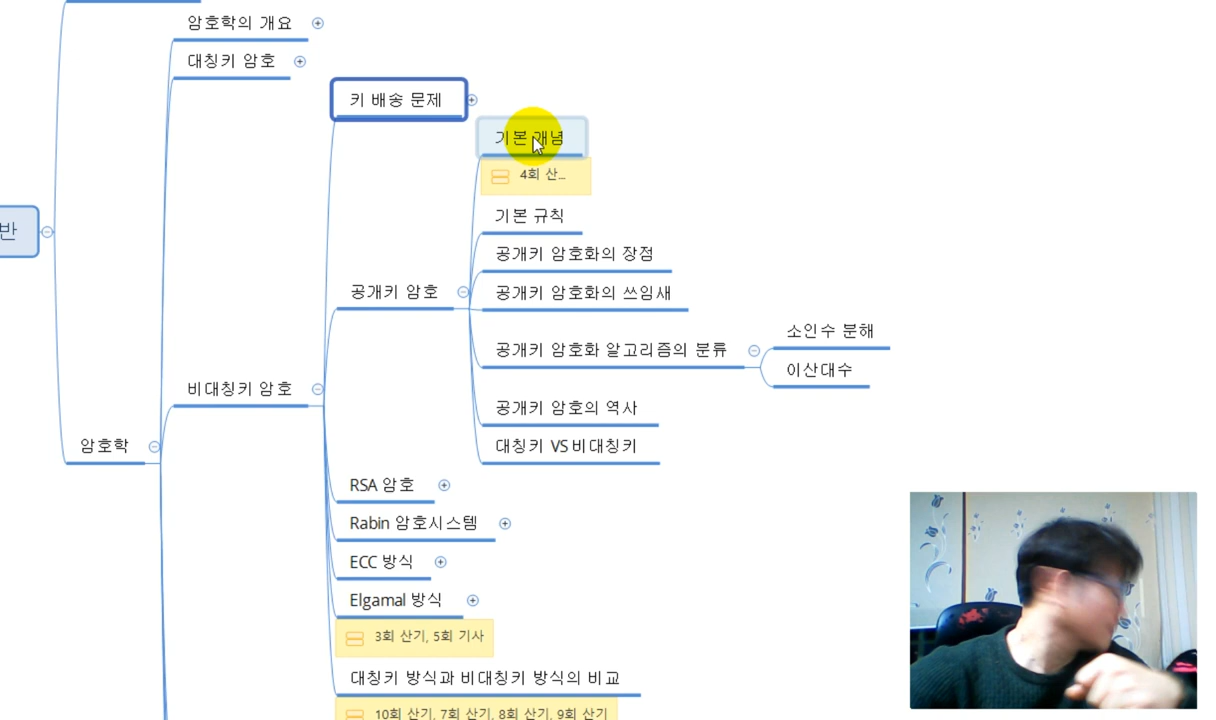 암호학의 개요
대칭키 암호
키 배송 문제
기본 개념
4회 산...
반
기본 규칙
공개키 암호화의 장점
공개키 암호
공개키 암호화의 쓰임새
소인수 분해
공개키 암호화 알고리즘의 분류
이산대수
비대칭키 암호
공개키 암호의 역사
암호학
대칭키 VS 비대칭키
RSA 암호
Rabin 암호시스템
ECC 방식
Elgamal 방식
3회 산기, 5회 기사
대칭키 방식과 비대칭키 방식의 비교
10회 산기, 7회 산기, 8회 산기, 9회 산기